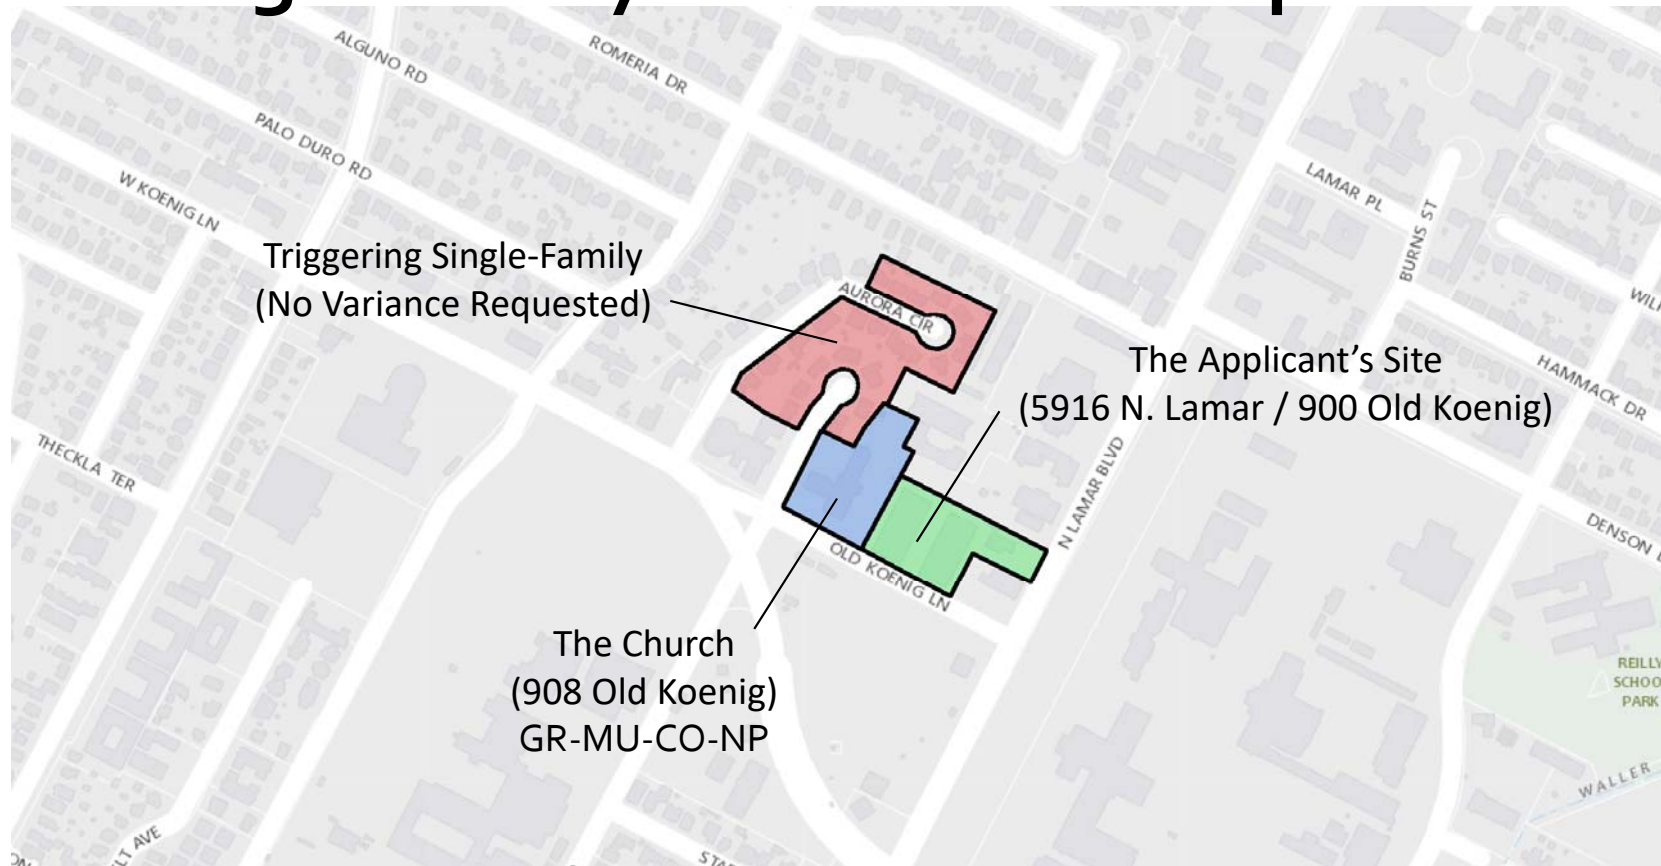 ALGUNO RD
ROMERIA DR
PALO DURO RD
W KOENIG LN
LAMAR PL
BURNS ST
Triggering Single-Family
(No Variance Requested)
AURORA CIR
The Applicant’s Site
(5916 N. Lamar / 900 Old Koenig)
HAMMACK DR
THECKLA TER
N LAMAR BLVD
DENSON
OLD KOENIG LN
The Church
(908 Old Koenig)
GR-MU-CO-NP
REILLY
SCHOO
PARK
WALLER
AVE